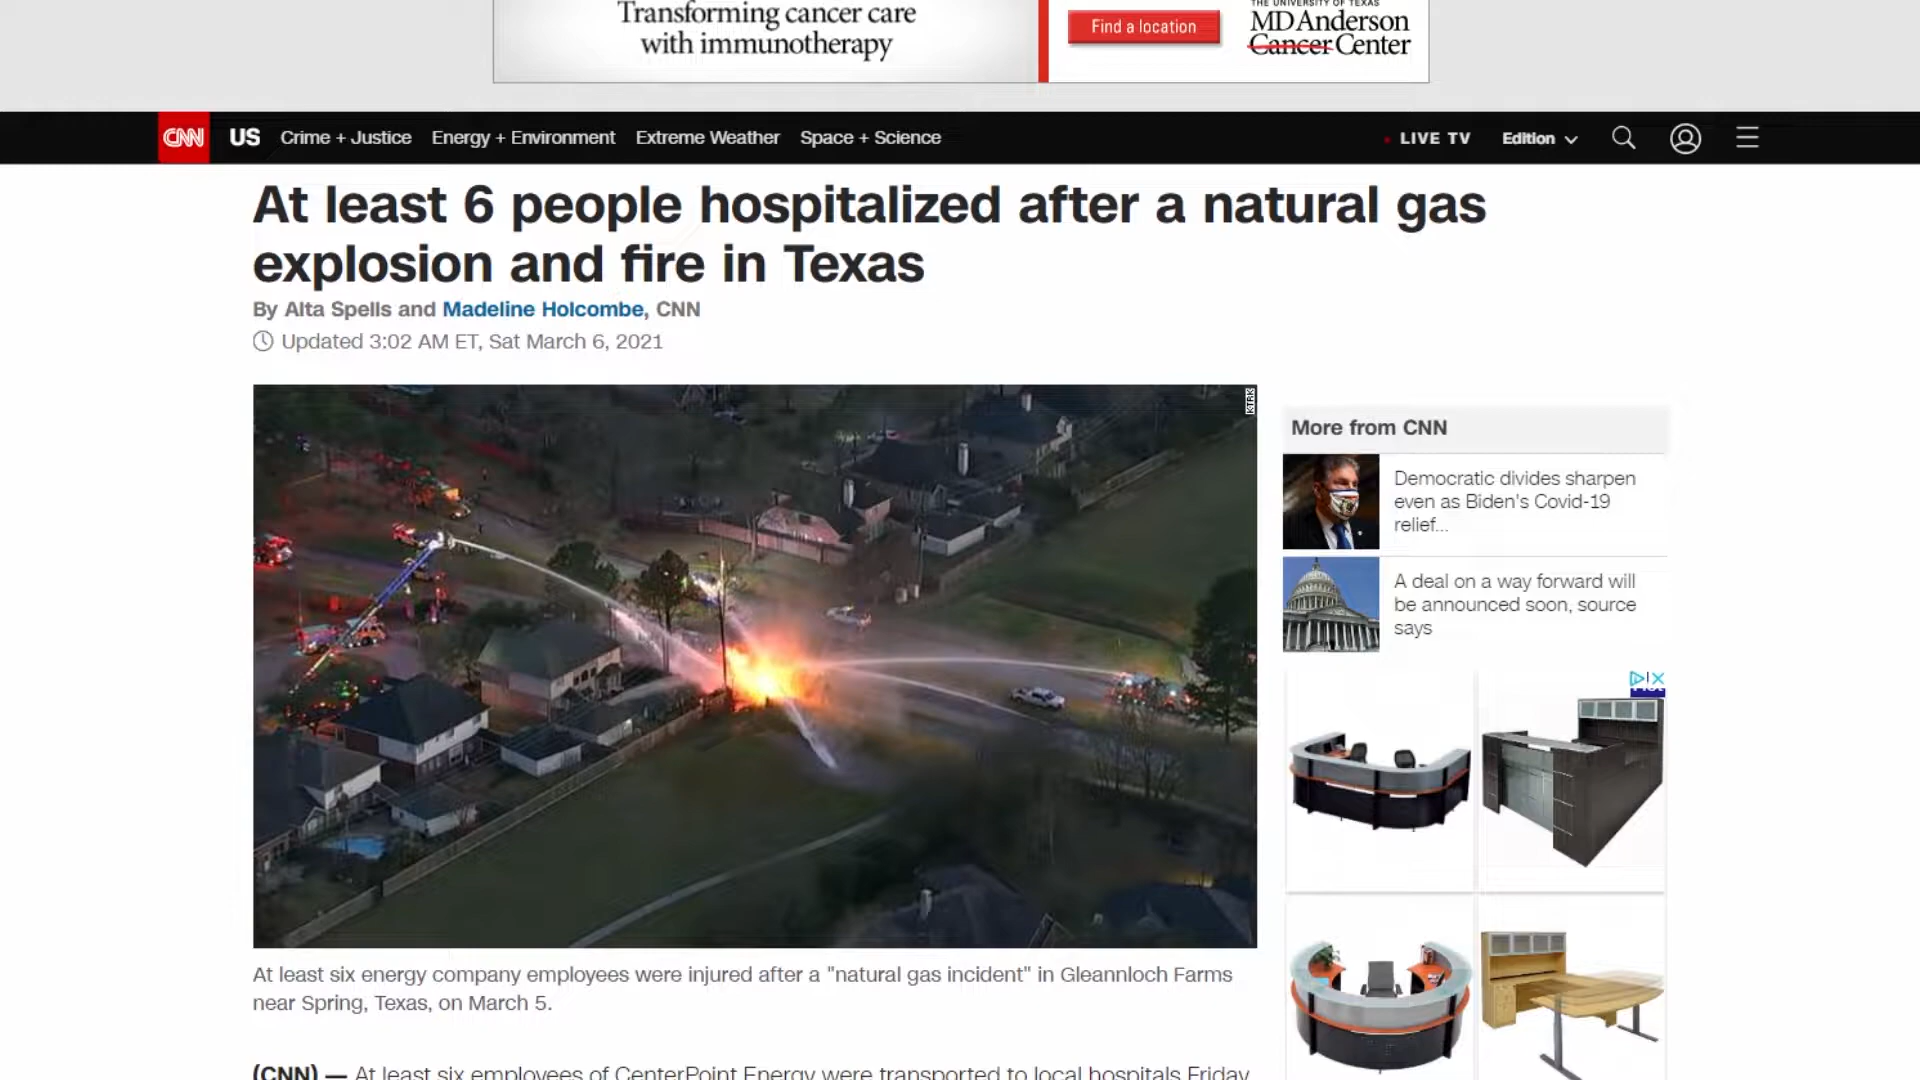 Transforming cancer care
with immunotherapy
Find a location
THE UNIVERSITY OF TEXAS
MD Anderson
Cancer Center
CNN US Crime + Justice Energy + Environment Extreme Weather Space + Science LIVE TV Edition
At least 6 people hospitalized after a natural gas
explosion and fire in Texas
By Alta Spells and Madeline Holcombe, CNN
Updated 3:02 AM ET, Sat March 6, 2021
KTRK
At least six energy company employees were injured after a "natural gas incident" in Gleannloch Farms
near Spring, Texas, on March 5.
(CNN) — At least six employees of CenterPoint Energy were transported to local hospitals Friday
More from CNN
Democratic divides sharpen
even as Biden's Covid-19
relief...
A deal on a way forward will
be announced soon, source
says